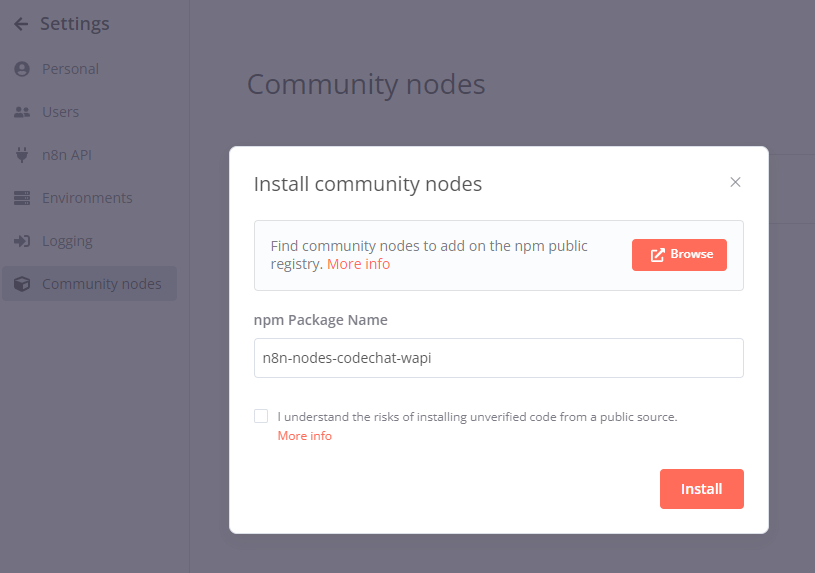 Settings
Personal
Users
n8n API
Environments
Logging
Community nodes
Community nodes
Install community nodes
Find community nodes to add on the npm public
registry. More info
Browse
npm Package Name
n8n-nodes-codechat-wapi
I understand the risks of installing unverified code from a public source.
More info
Install